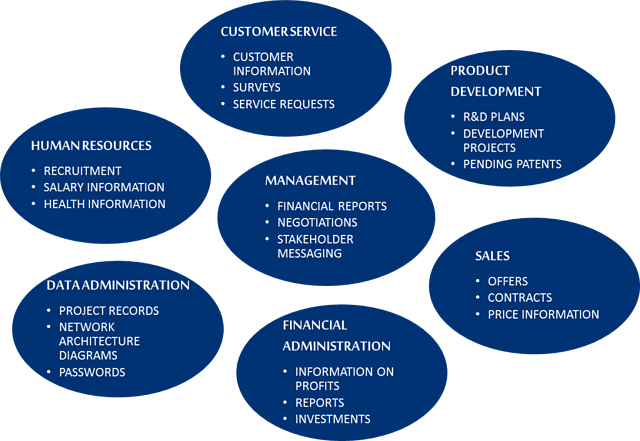 CUSTOMER SERVICE
• CUSTOMER
INFORMATION
• SURVEYS
• SERVICE REQUESTS
PRODUCT
DEVELOPMENT
• R&D PLANS
• DEVELOPMENT
PROJECTS
• PENDING PATENTS
HUMAN RESOURCES
• RECRUITMENT
• SALARY INFORMATION
• HEALTH INFORMATION
MANAGEMENT
• FINANCIAL REPORTS
• NEGOTIATIONS
• STAKEHOLDER
MESSAGING
SALES
• OFFERS
• CONTRACTS
• PRICE INFORMATION
DATA ADMINISTRATION
• PROJECT RECORDS
• NETWORK
ARCHITECTURE
DIAGRAMS
• PASSWORDS
FINANCIAL
ADMINISTRATION
• INFORMATION ON
PROFITS
• REPORTS
• INVESTMENTS